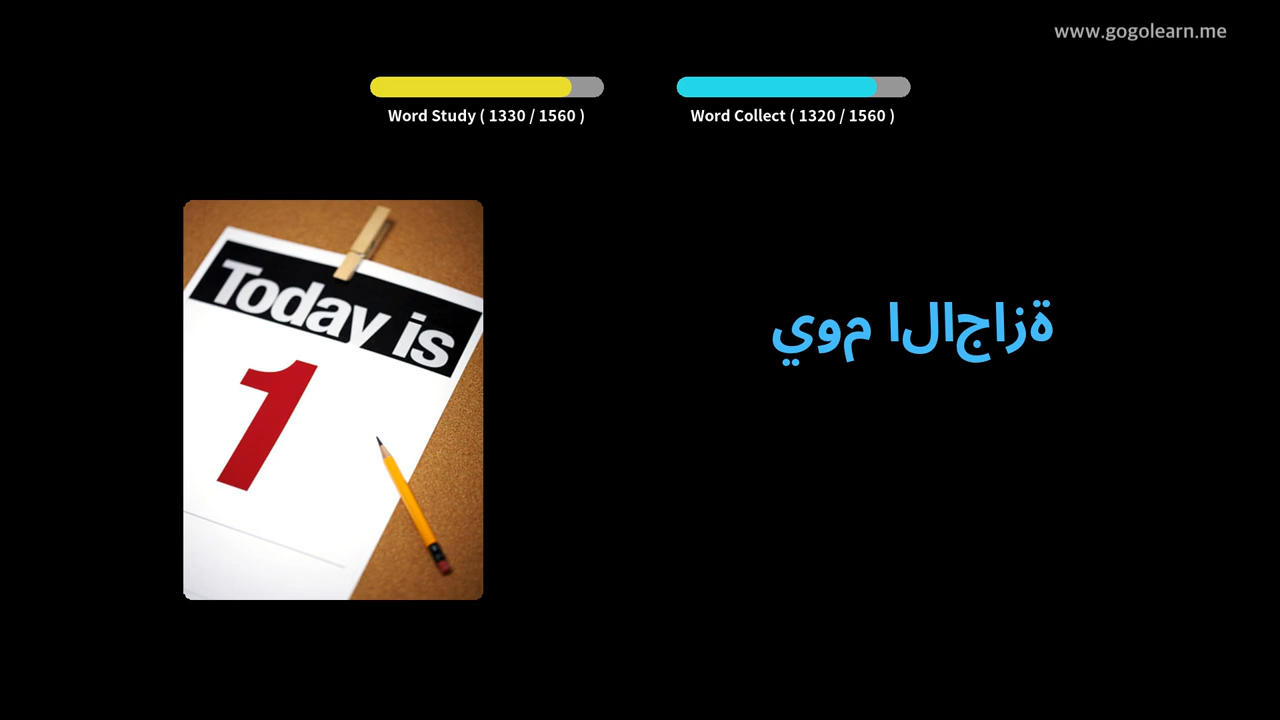 www.gogolearn.me
Word Study ( 1330 / 1560 )
Word Collect ( 1320 / 1560 )
Today is
1
يوم الاجازة